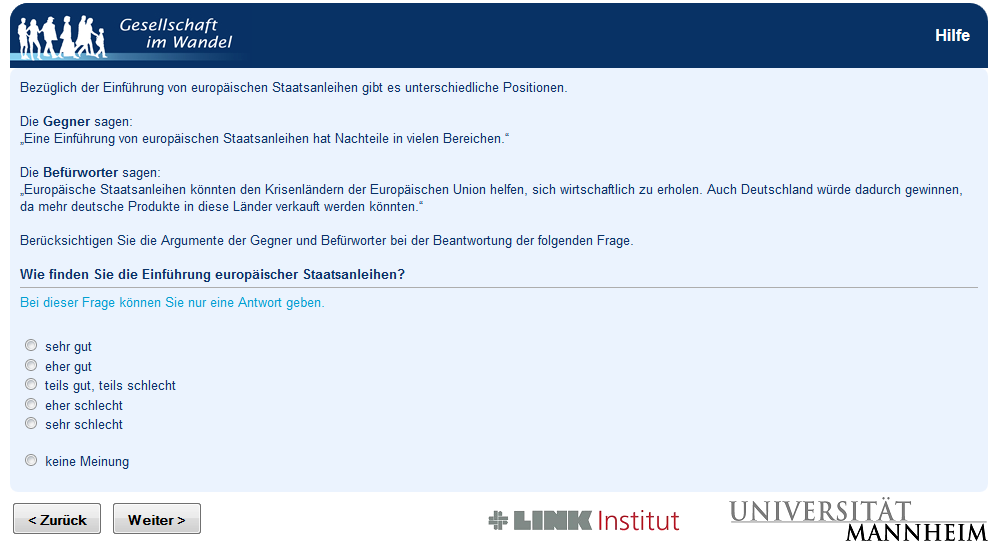 Gesellschaft
im Wandel
Hilfe
Bezüglich der Einführung von europäischen Staatsanleihen gibt es unterschiedliche Positionen.
Die Gegner sagen:
„Eine Einführung von europäischen Staatsanleihen hat Nachteile in vielen Bereichen.“
Die Befürworter sagen:
„Europäische Staatsanleihen könnten den Krisenländern der Europäischen Union helfen, sich wirtschaftlich zu erholen. Auch Deutschland würde dadurch gewinnen,
da mehr deutsche Produkte in diese Länder verkauft werden könnten.“
Berücksichtigen Sie die Argumente der Gegner und Befürworter bei der Beantwortung der folgenden Frage.
Wie finden Sie die Einführung europäischer Staatsanleihen?
Bei dieser Frage können Sie nur eine Antwort geben.
sehr gut
eher gut
teils gut, teils schlecht
eher schlecht
sehr schlecht
keine Meinung
< Zurück
Weiter >
LINK Institut
UNIVERSITÄT
MANNHEIM